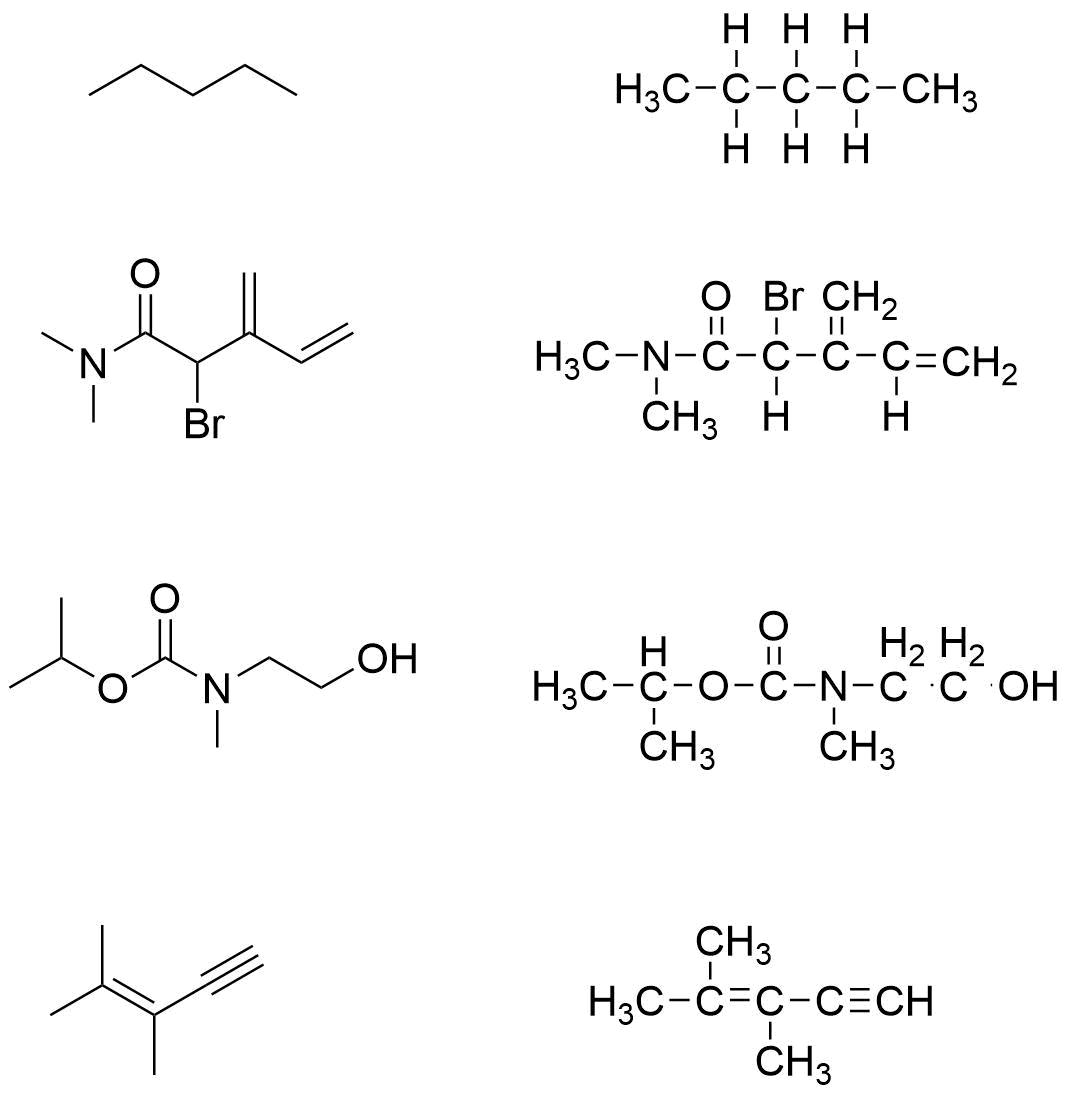 H H H
H₃C-C-C-C-CH₃
H H H
O
N
Br
O Br CH₂
H₃C-N-C-C-C-C=CH₂
CH₃ H H
O
O N OH
H O H₂ H₂
H₃C-C-O-C-N-C·C·OH
CH₃ CH₃
CH₃
H₃C-C=C-C≡CH
CH₃